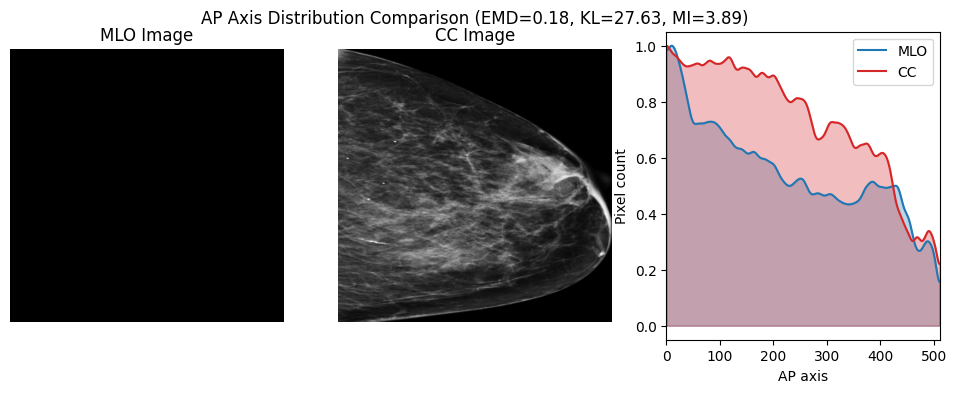 AP Axis Distribution Comparison (EMD=0.18, KL=27.63, MI=3.89)
MLO Image
CC Image
MLO
CC
Pixel count
1.0
0.8
0.6
0.4
0.2
0.0
0 100 200 300 400 500
AP axis